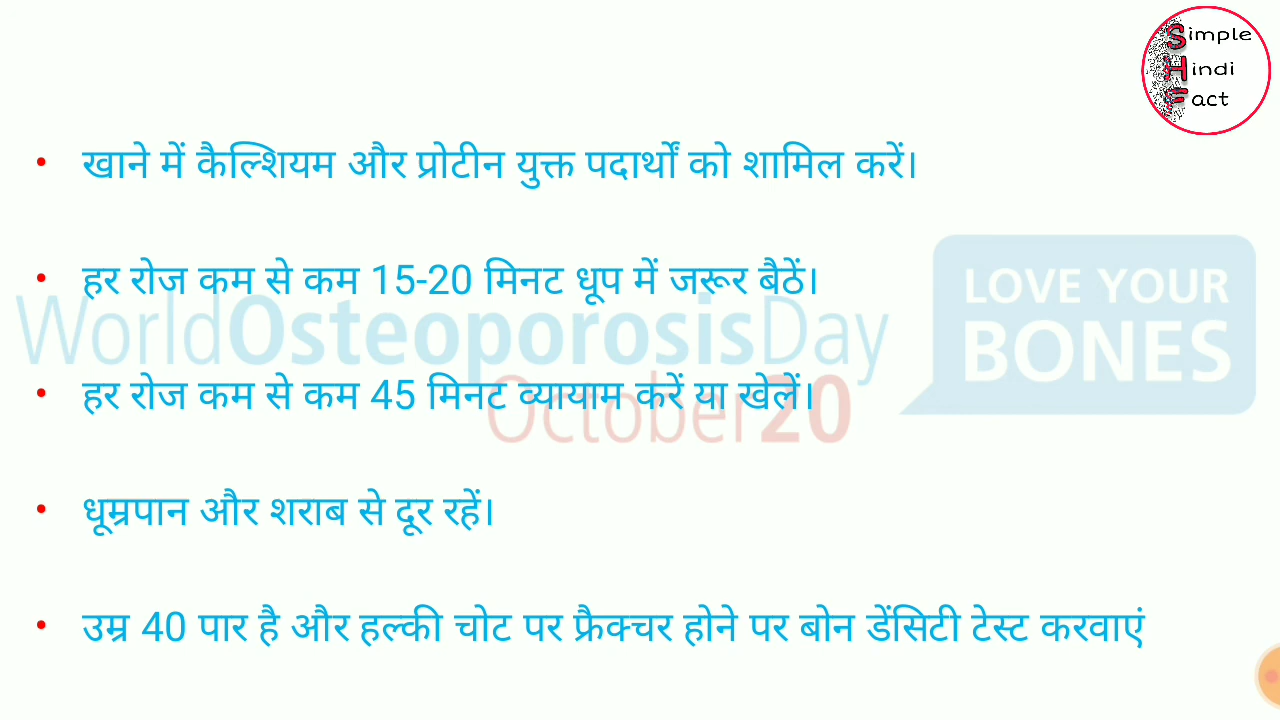 Simple
Hindi
Fact
• खाने में कैल्शियम और प्रोटीन युक्त पदार्थों को शामिल करें।
• हर रोज कम से कम 15-20 मिनट धूप में जरूर बैठें।
LOVE YOUR
BONES
WorldOsteoporosisDay
• हर रोज कम से कम 45 मिनट व्यायाम करें या खेलें।
October20
• धूम्रपान और शराब से दूर रहें।
• उम्र 40 पार है और हल्की चोट पर फ्रैक्चर होने पर बोन डेंसिटी टेस्ट करवाएं